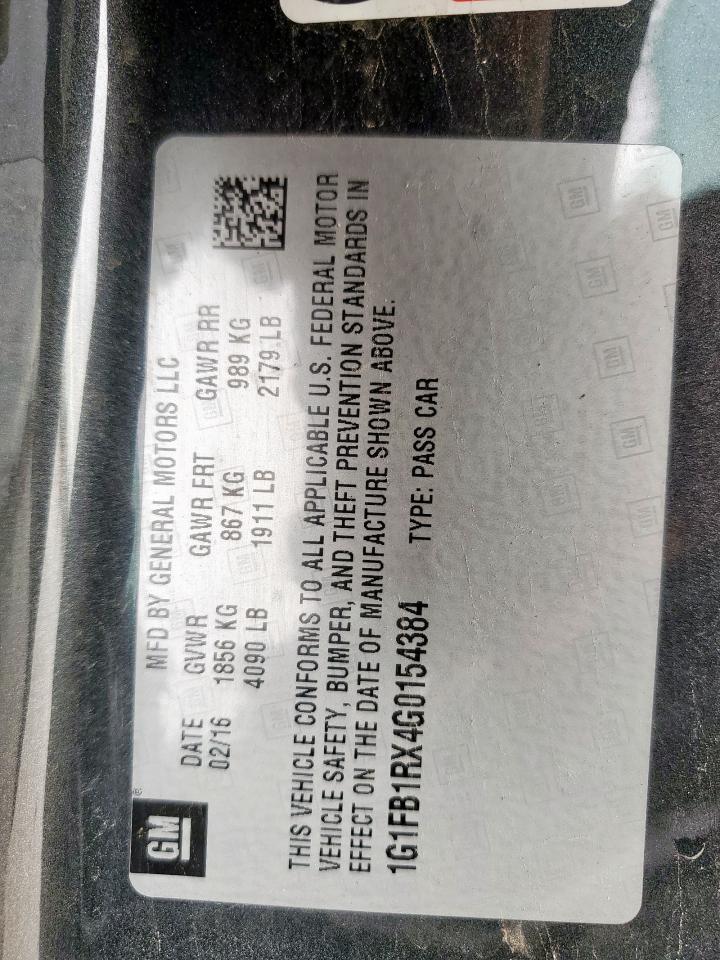 GM
MFD BY GENERAL MOTORS LLC
DATE GVWR GAWR FRT GAWR RR
02/16 1856 KG 867 KG 989 KG
4090 LB 1911 LB 2179 LB
THIS VEHICLE CONFORMS TO ALL APPLICABLE U.S. FEDERAL MOTOR
VEHICLE SAFETY, BUMPER, AND THEFT PREVENTION STANDARDS IN
EFFECT ON THE DATE OF MANUFACTURE SHOWN ABOVE.
1G1FB1RX4G0154384 TYPE: PASS CAR